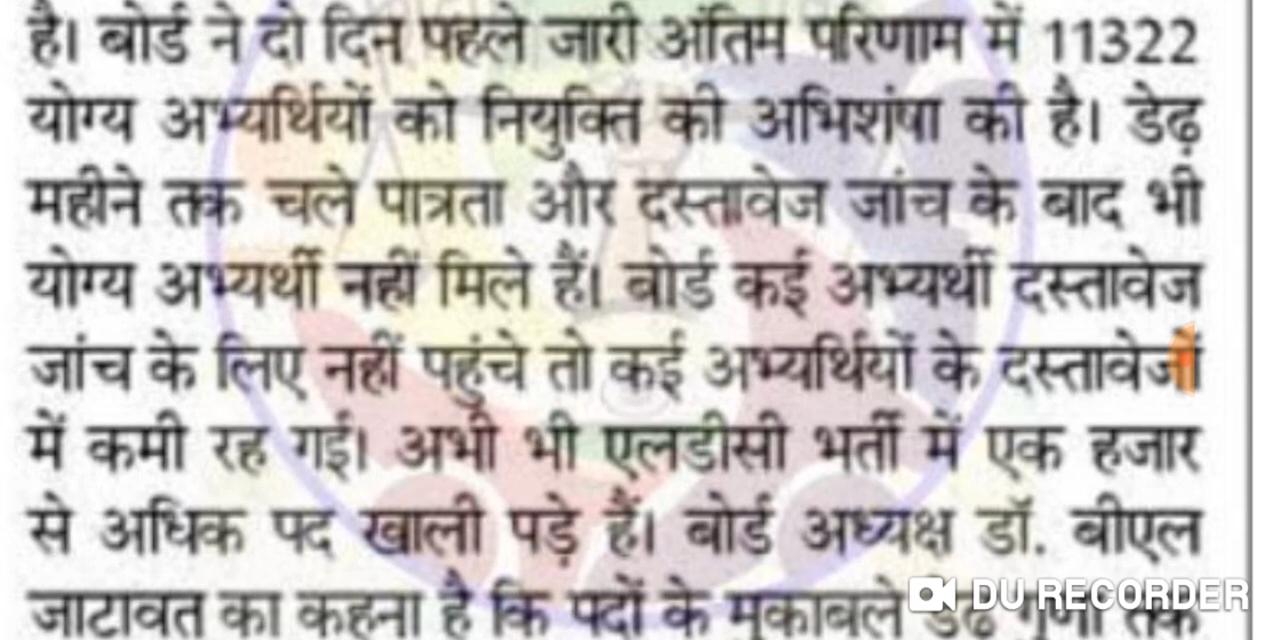 है। बोर्ड ने दो दिन पहले जारी अंतिम परिणाम में 11322
योग्य अभ्यर्थियों को नियुक्ति की अभिशंषा की है। डेढ़
महीने तक चले पात्रता और दस्तावेज जांच के बाद भी
योग्य अभ्यर्थी नहीं मिले हैं। बोर्ड कई अभ्यर्थी दस्तावेज
जांच के लिए नहीं पहुंचे तो कई अभ्यर्थियों के दस्तावेजों
में कमी रह गई। अभी भी एलडीसी भर्ती में एक हजार
से अधिक पद खाली पड़े हैं। बोर्ड अध्यक्ष डॉ. बीएल
जाटावत का कहना है कि पदों के मुकाबले डेढ गुणा तक
DU RECORDER